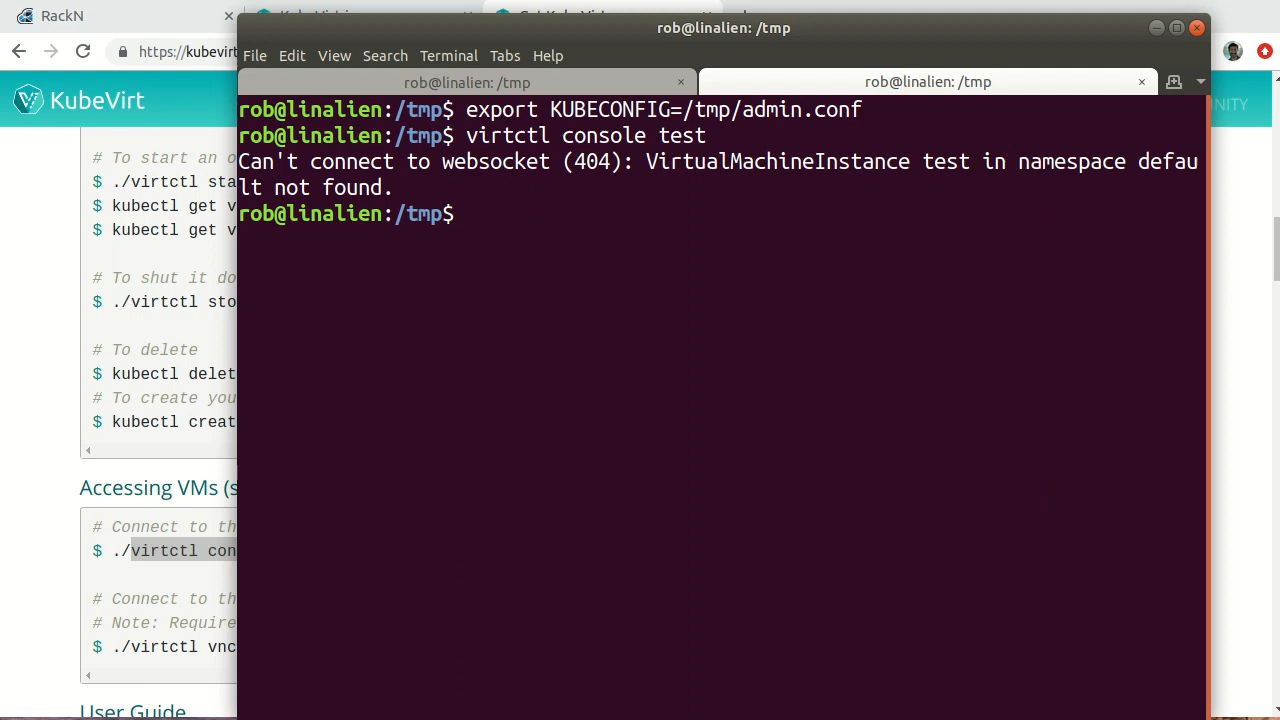 RackN
https://kubevirt
KubeVirt
NITY
rob@linalien: /tmp
File Edit View Search Terminal Tabs Help
rob@linalien: /tmp
rob@linalien: /tmp
rob@linalien:/tmp$ export KUBECONFIG=/tmp/admin.conf
rob@linalien:/tmp$ virtctl console test
Can't connect to websocket (404): VirtualMachineInstance test in namespace defau
lt not found.
rob@linalien:/tmp$
# To start an o
$ ./virtctl sta
$ kubectl get v
$ kubectl get v
# To shut it do
$ ./virtctl sto
# To delete
$ kubectl delet
# To create you
$ kubectl creat
Accessing VMs (s
# Connect to th
$ ./virtctl con
# Connect to th
# Note: Require
$ ./virtctl vnc
User Guide